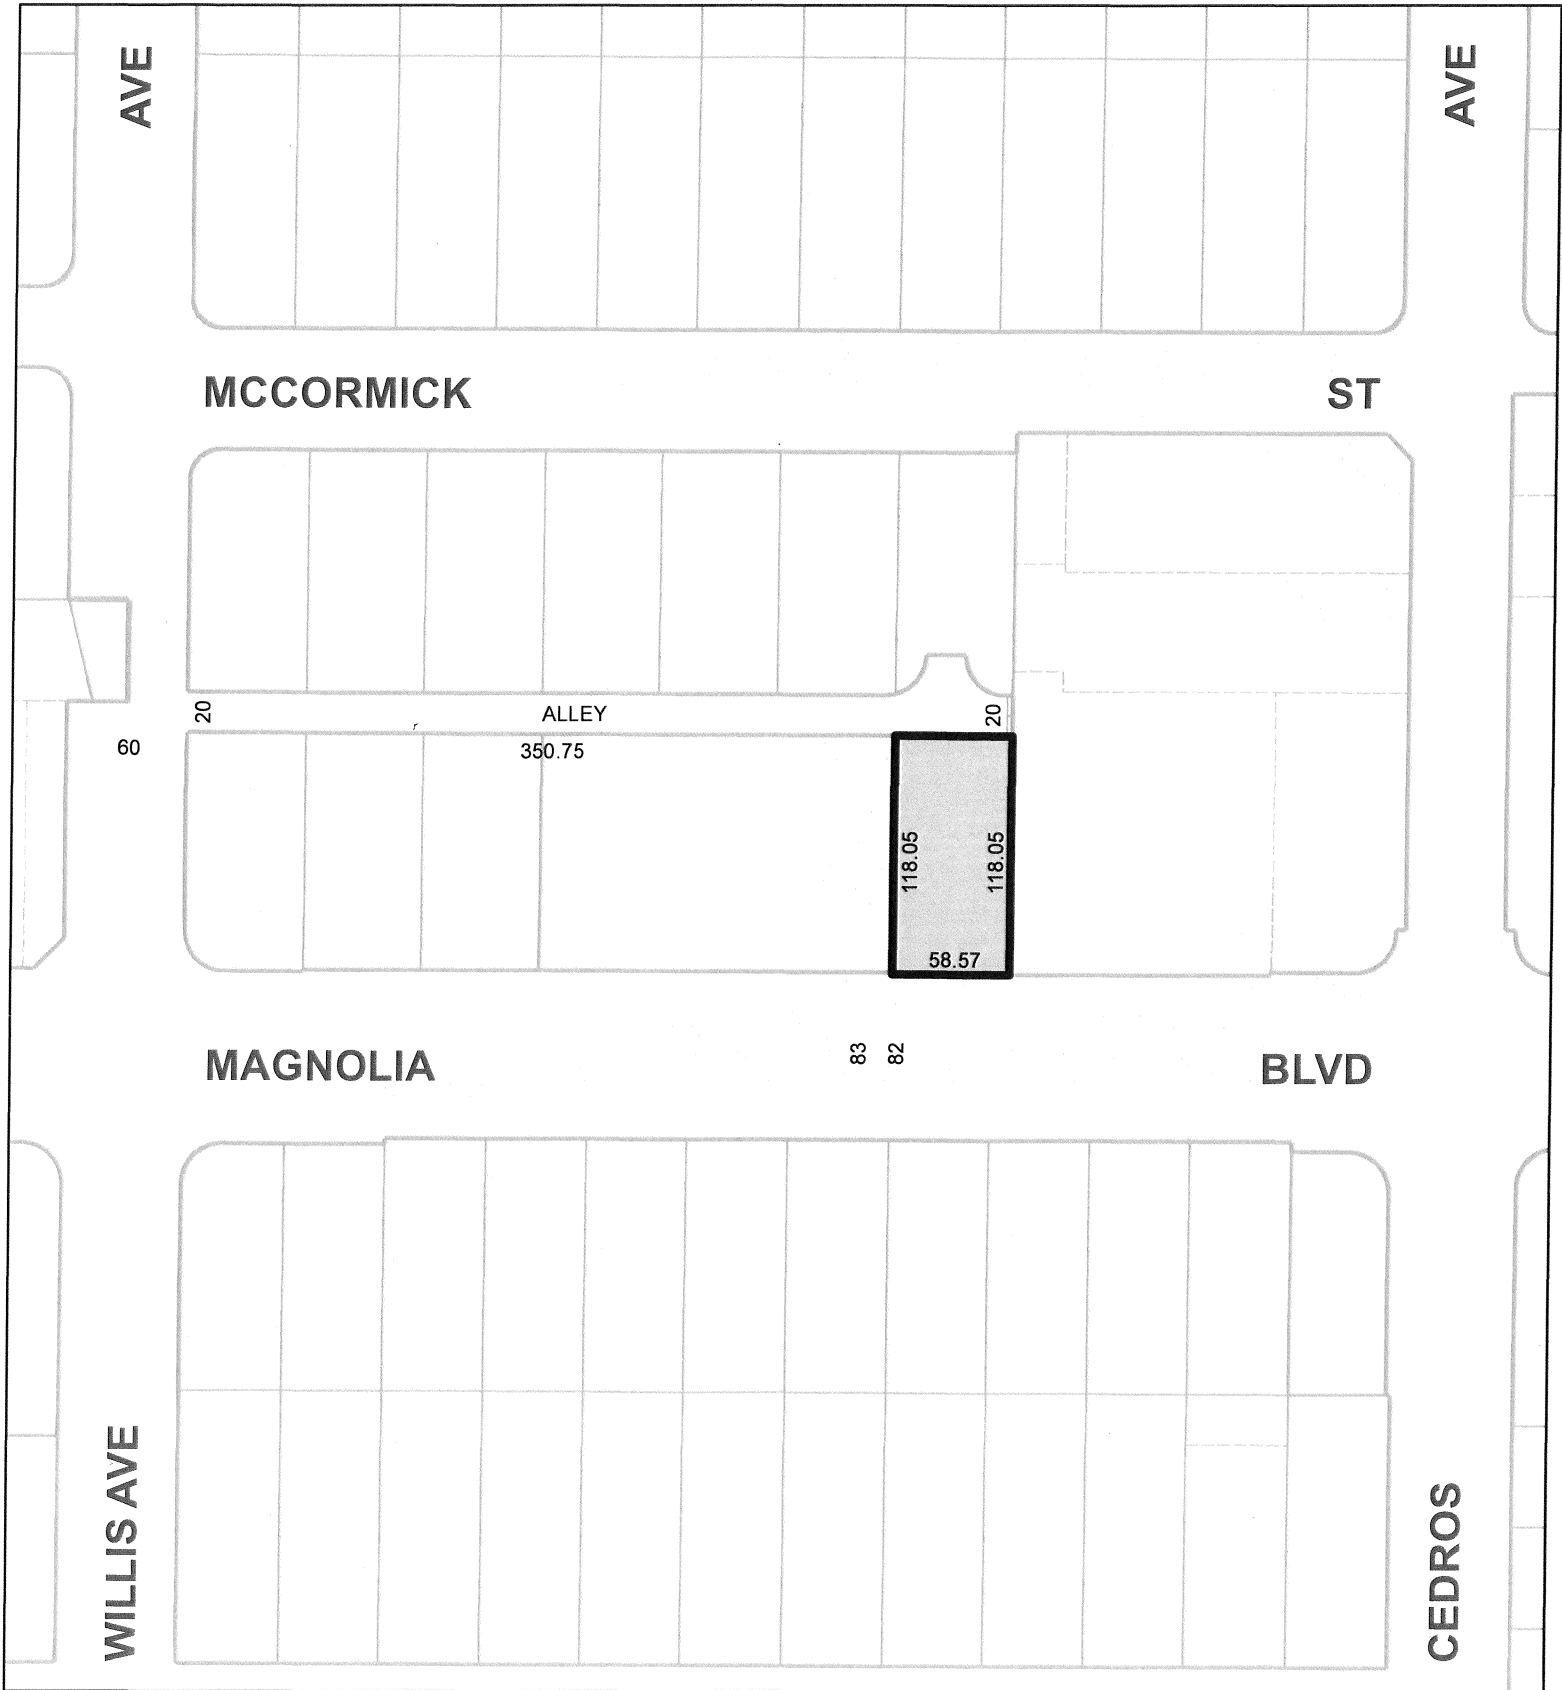 AVE
AVE
MCCORMICK
ST
20
ALLEY
20
60
350.75
118.05
118.05
58.57
83
82
MAGNOLIA
BLVD
WILLIS AVE
CEDROS